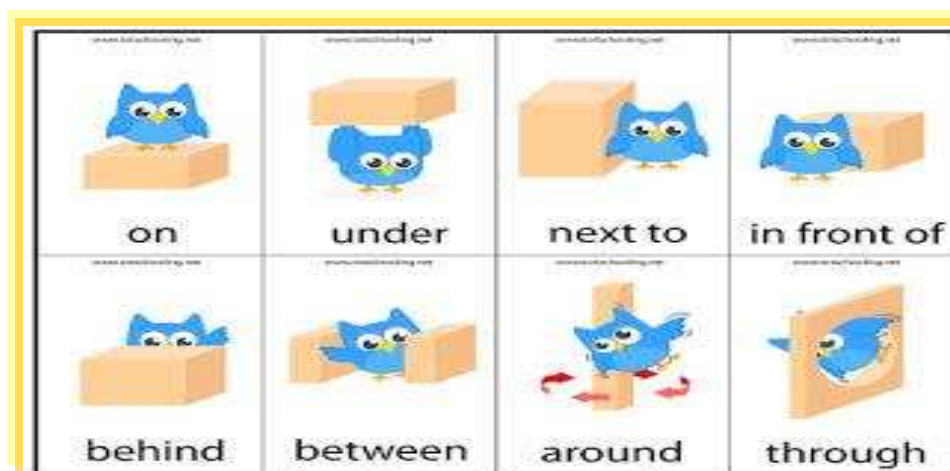 on
under
next to
in front of
behind
between
around
through